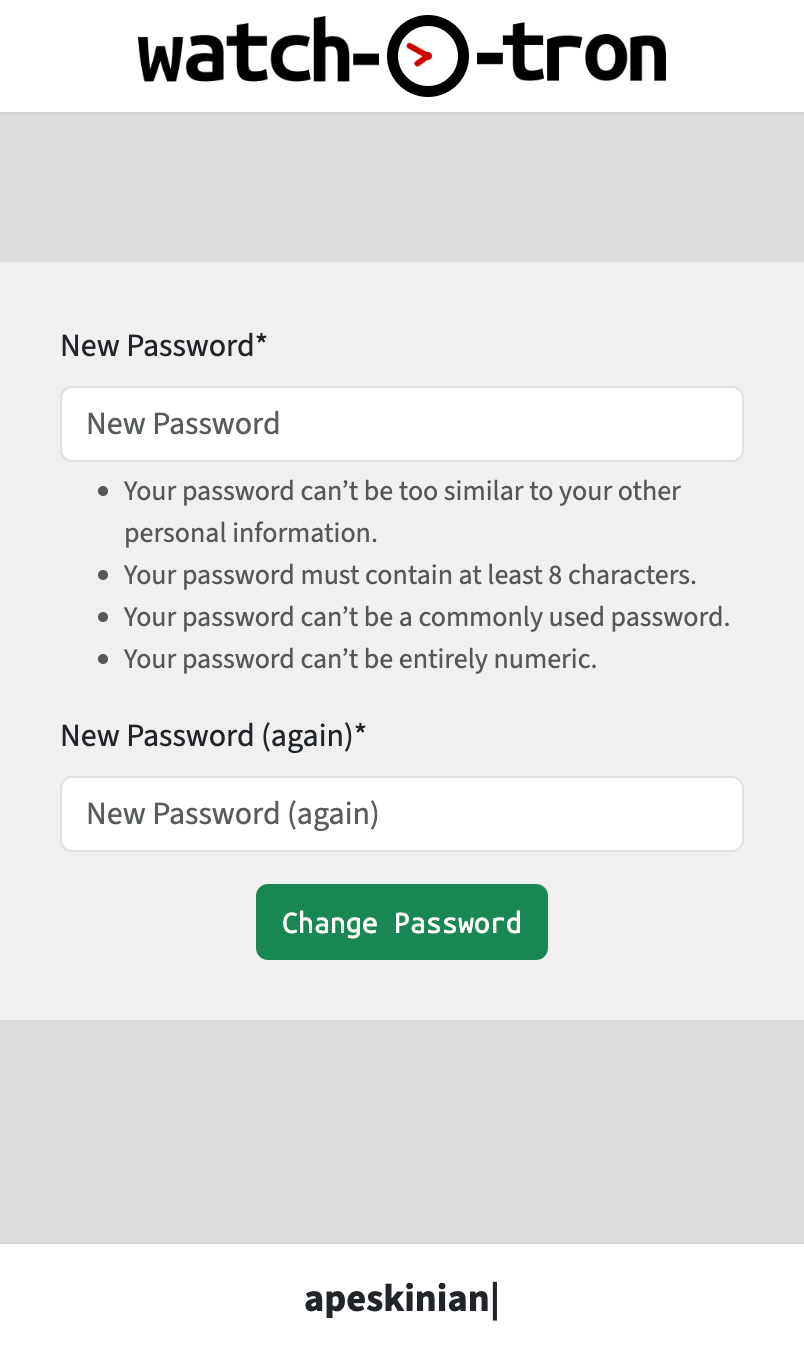 watch-O-tron
New Password*
New Password
Your password can’t be too similar to your other
personal information.
Your password must contain at least 8 characters.
Your password can’t be a commonly used password.
Your password can’t be entirely numeric.
New Password (again)*
New Password (again)
Change Password
apeskinian|